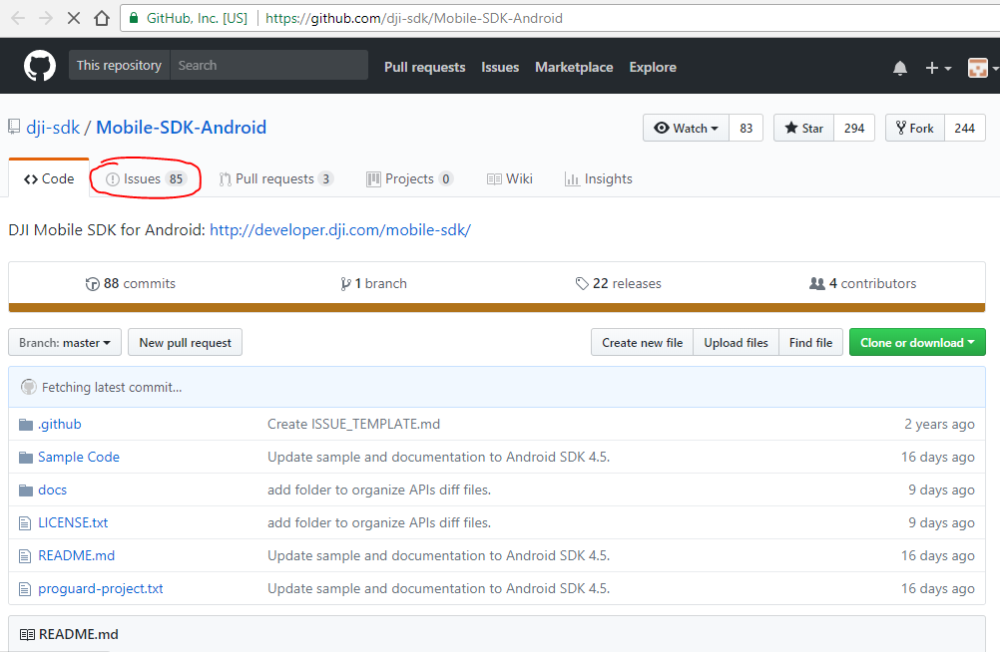 GitHub, Inc. [US] https://github.com/dji-sdk/Mobile-SDK-Android
This repository Search Pull requests Issues Marketplace Explore
dji-sdk / Mobile-SDK-Android
Watch 83 Star 294 Fork 244
Code Issues 85 Pull requests 3 Projects 0 Wiki Insights
DJI Mobile SDK for Android: http://developer.dji.com/mobile-sdk/
88 commits 1 branch 22 releases 4 contributors
Branch: master New pull request Create new file Upload files Find file Clone or download
Fetching latest commit...
.github Create ISSUE_TEMPLATE.md 2 years ago
Sample Code Update sample and documentation to Android SDK 4.5. 16 days ago
docs add folder to organize APIs diff files. 9 days ago
LICENSE.txt add folder to organize APIs diff files. 9 days ago
README.md Update sample and documentation to Android SDK 4.5. 16 days ago
proguard-project.txt Update sample and documentation to Android SDK 4.5. 16 days ago
README.md